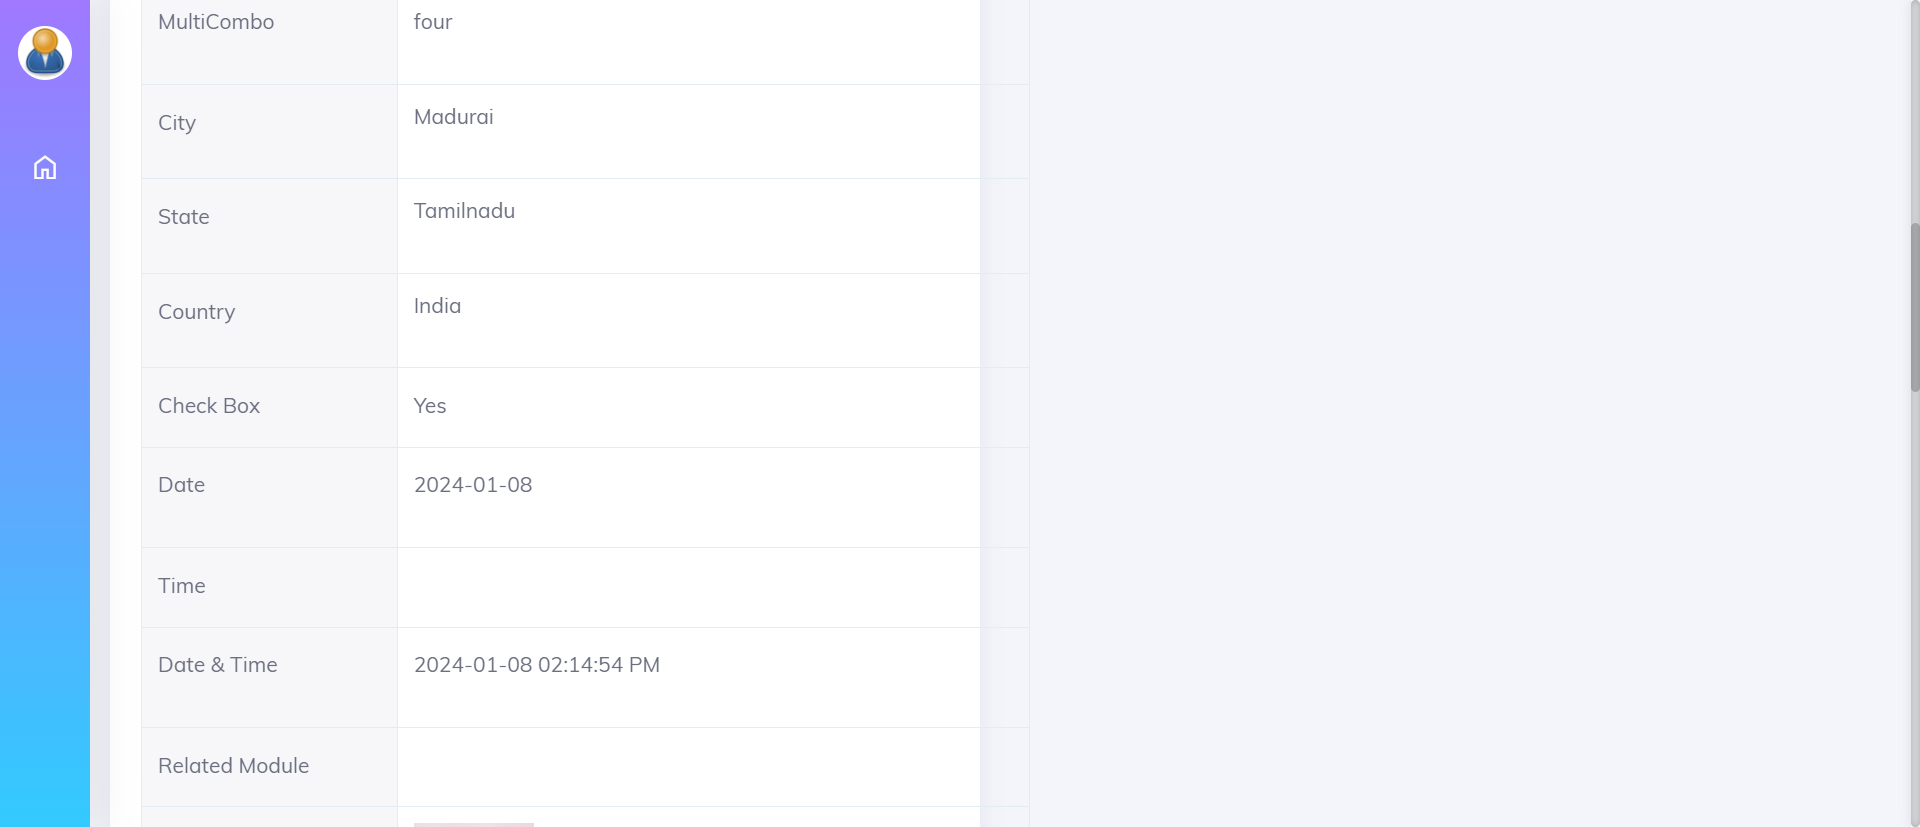 MultiCombo four
City Madurai
State Tamilnadu
Country India
Check Box Yes
Date 2024-01-08
Time
Date & Time 2024-01-08 02:14:54 PM
Related Module